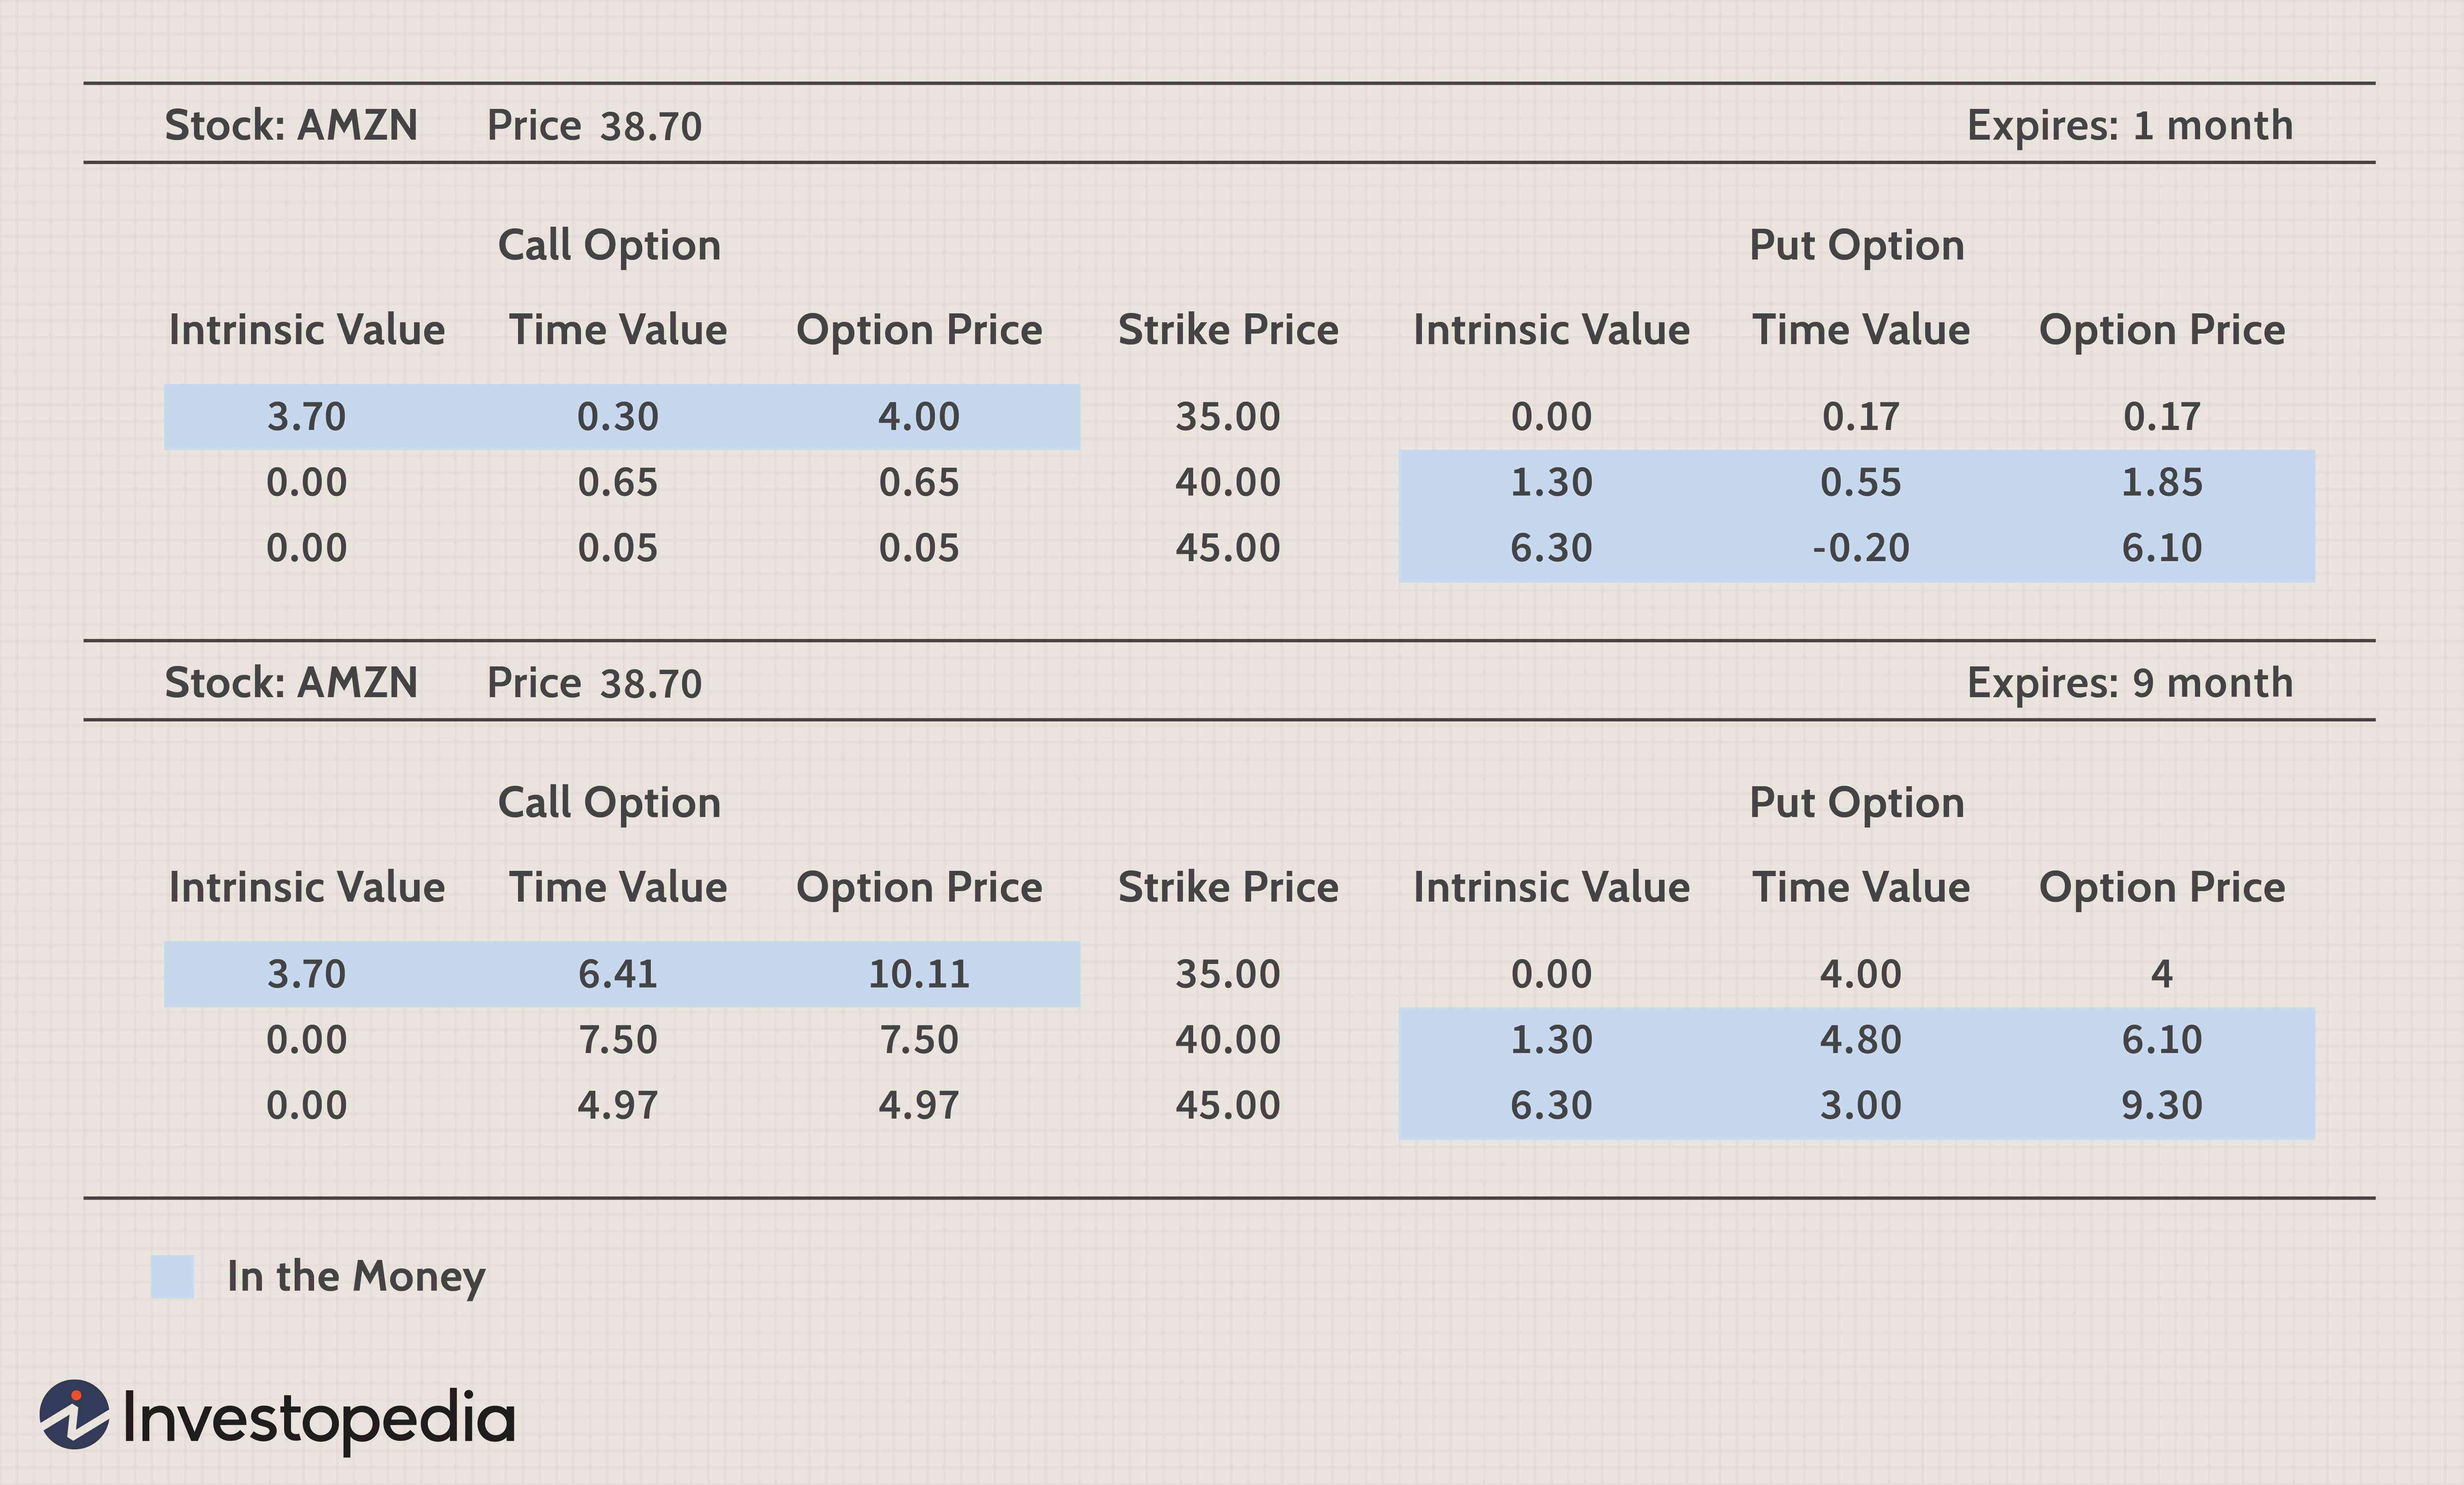 Stock: AMZN Price 38.70 Expires: 1 month
Call Option Put Option
Intrinsic Value Time Value Option Price Strike Price Intrinsic Value Time Value Option Price
3.70 0.30 4.00 35.00 0.00 0.17 0.17
0.00 0.65 0.65 40.00 1.30 0.55 1.85
0.00 0.05 0.05 45.00 6.30 -0.20 6.10
Stock: AMZN Price 38.70 Expires: 9 month
Call Option Put Option
Intrinsic Value Time Value Option Price Strike Price Intrinsic Value Time Value Option Price
3.70 6.41 10.11 35.00 0.00 4.00 4
0.00 7.50 7.50 40.00 1.30 4.80 6.10
0.00 4.97 4.97 45.00 6.30 3.00 9.30
In the Money
Investopedia